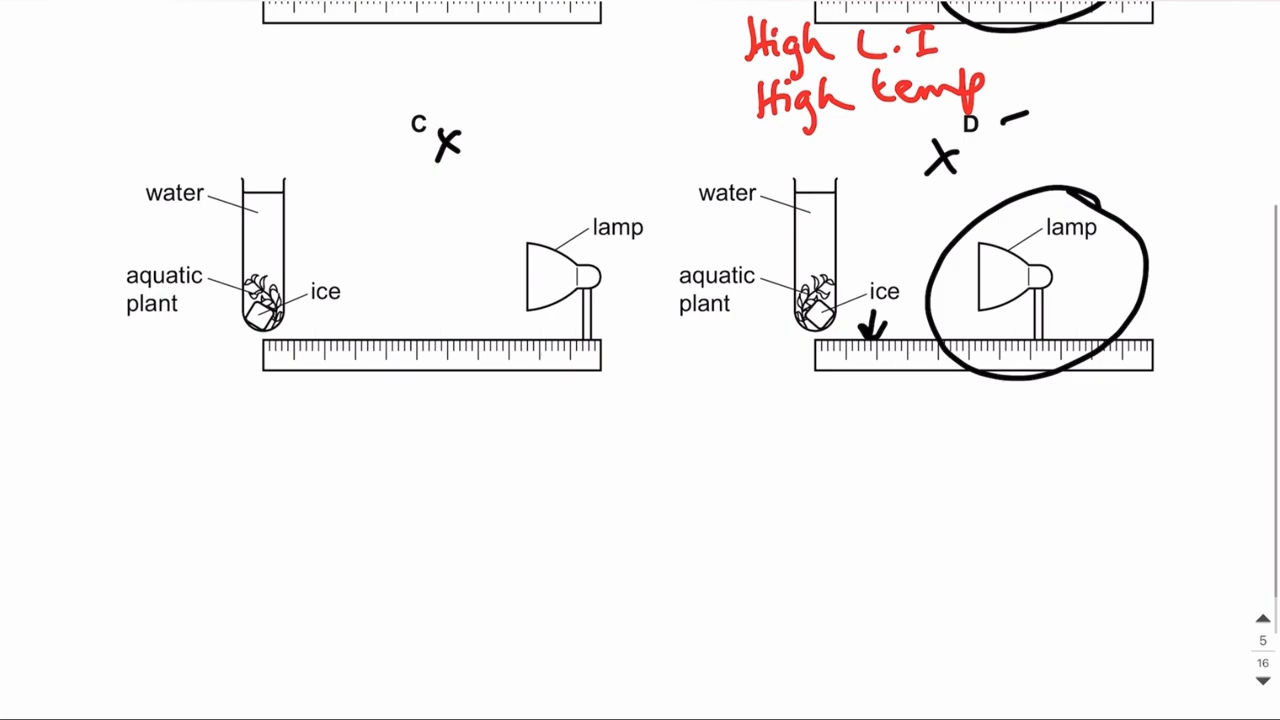 High L.I
High temp
C
D
water
lamp
aquatic
plant
ice
water
lamp
aquatic
plant
ice
5
16